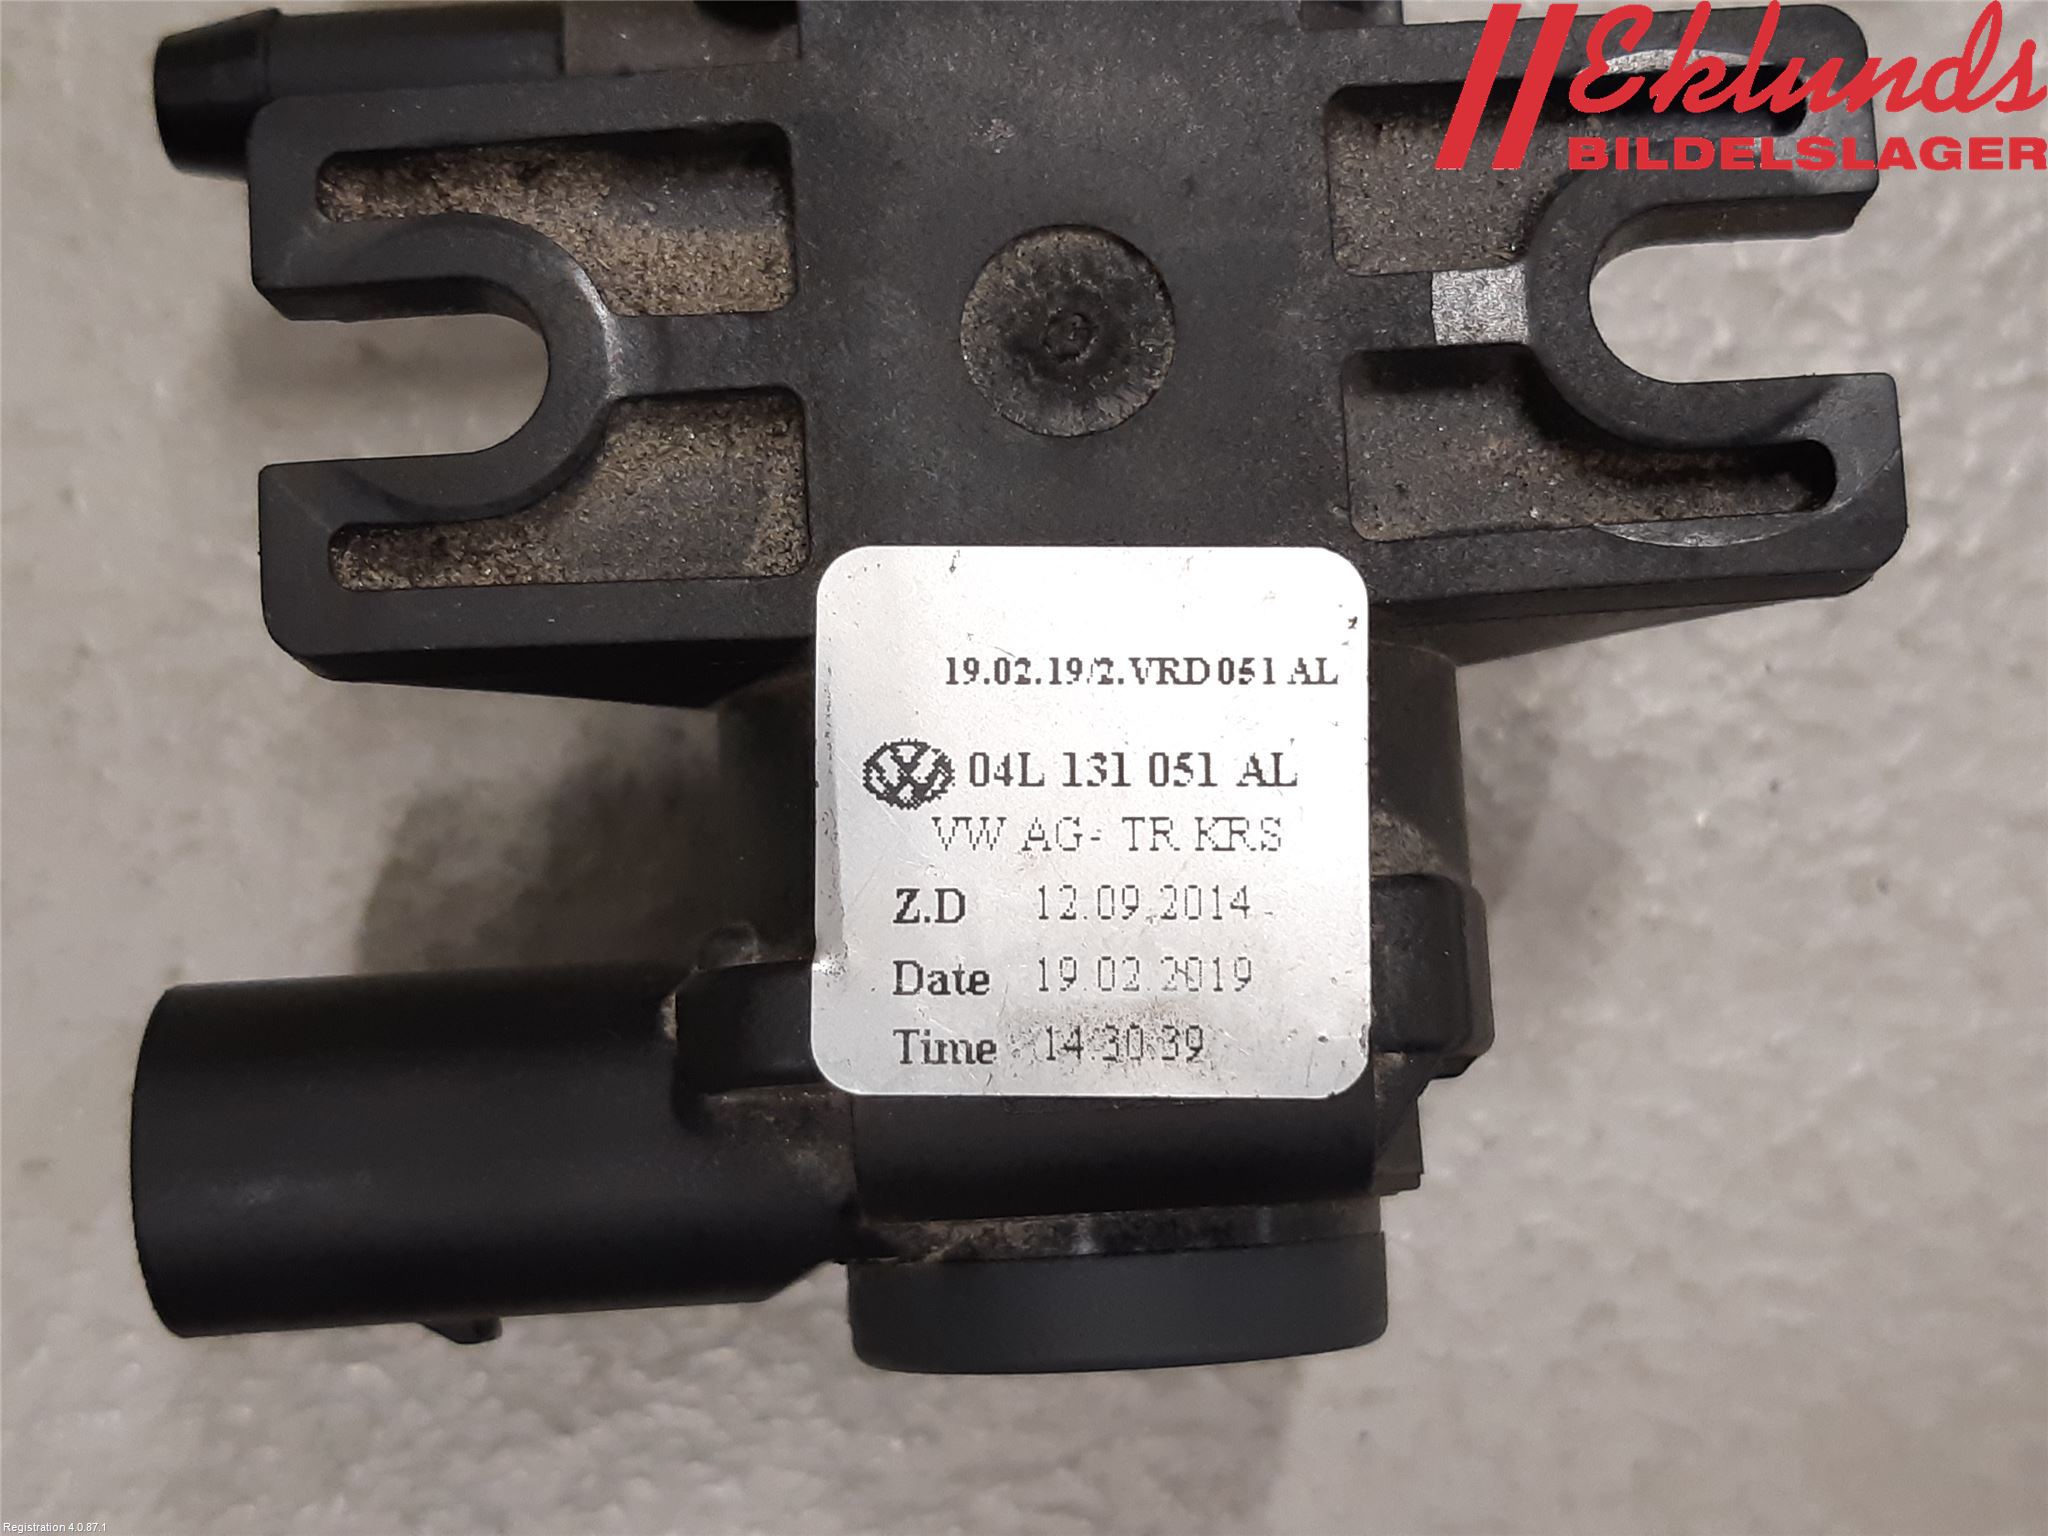 Eklunds
BILDELSLAGER
19.02.19/2.VRD 051 AL
04L 131 051 AL
VW AG- TR KRS
Z.D 12.09.2014
Date 19.02.2019
Time 14:30:39
Registration 4.0.87.1